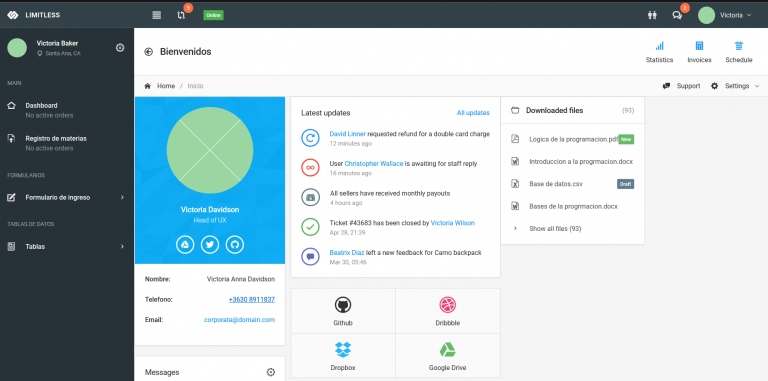 LIMITLESS
9
Online
2
Victoria
Victoria Baker
Santa Ana, CA
MAIN
Dashboard
No active orders
Registro de materias
No active orders
FORMULARIOS
Formulario de ingreso
TABLAS DE DATOS
Tablas
Bienvenidos
Statistics
Invoices
Schedule
Home / Inicio
Support
Settings
Victoria Davidson
Head of UX
Nombre: Victoria Anna Davidson
Telefono: +3630 8911837
Email: corporate@domain.com
Messages
Latest updates
All updates
David Linner requested refund for a double card charge
12 minutes ago
User Christopher Wallace is awaiting for staff reply
16 minutes ago
All sellers have received monthly payouts
4 hours ago
Ticket #43683 has been closed by Victoria Wilson
Apr 28, 21:39
Beatrix Diaz left a new feedback for Camo backpack
Mar 30, 05:46
Github
Dribbble
Dropbox
Google Drive
Downloaded files (93)
Logica de la programacion.pdf New
Introduccion a la progrmacion.docx
Base de datos.csv Draft
Bases de la progrmacion.docx
Show all files (93)